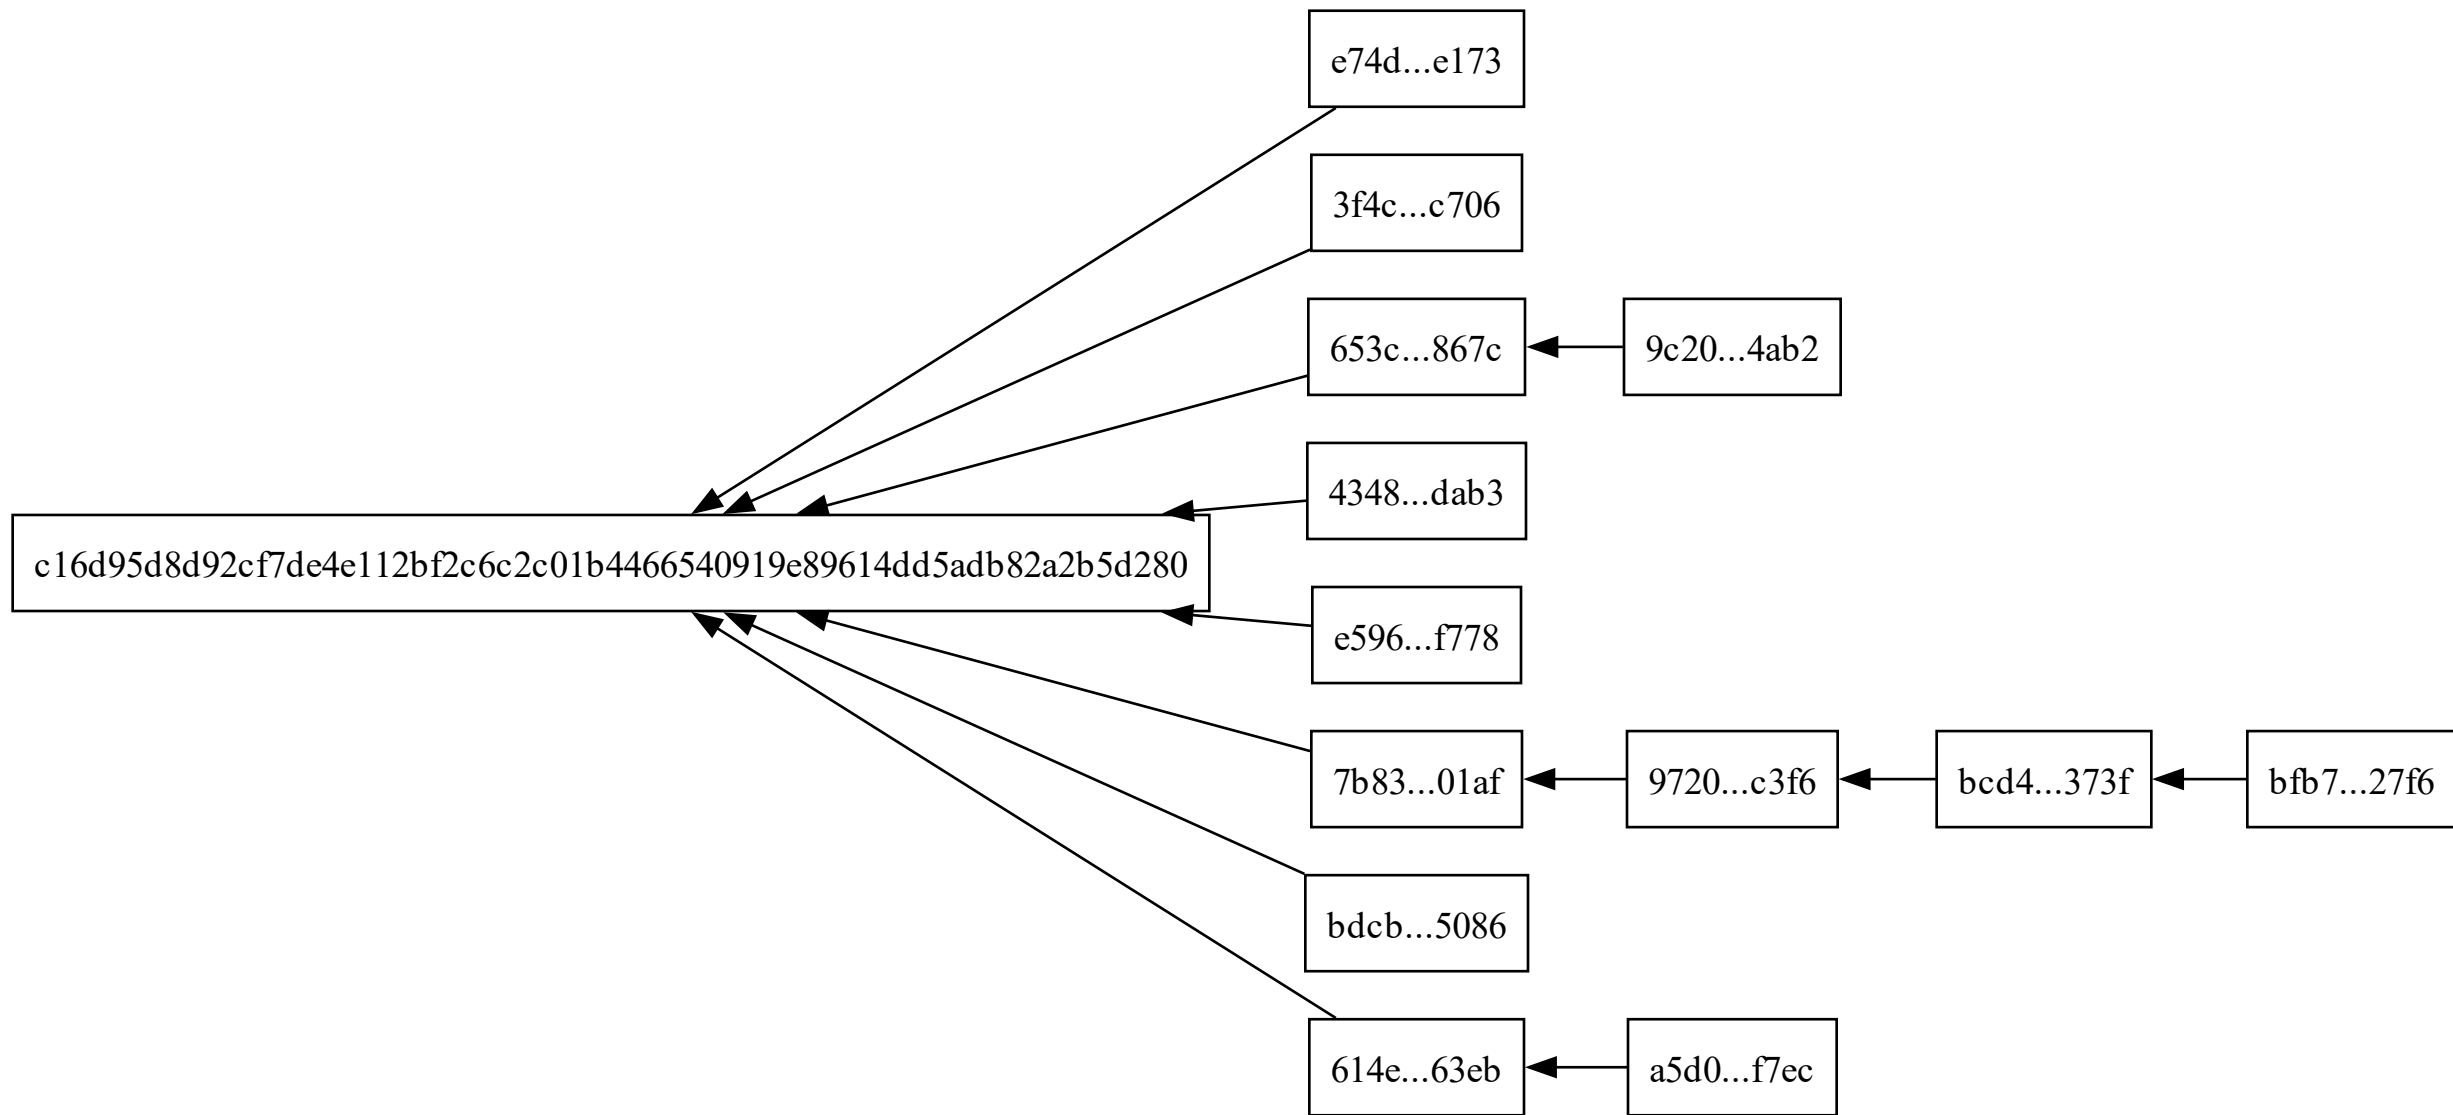 e74d...e173
3f4c...c706
653c...867c
9c20...4ab2
4348...dab3
c16d95d8d92cf7de4e112bf2c6c2c01b4466540919e89614dd5adb82a2b5d280
e596...f778
7b83...01af
9720...c3f6
bcd4...373f
bfb7...27f6
bdcb...5086
614e...63eb
a5d0...f7ec